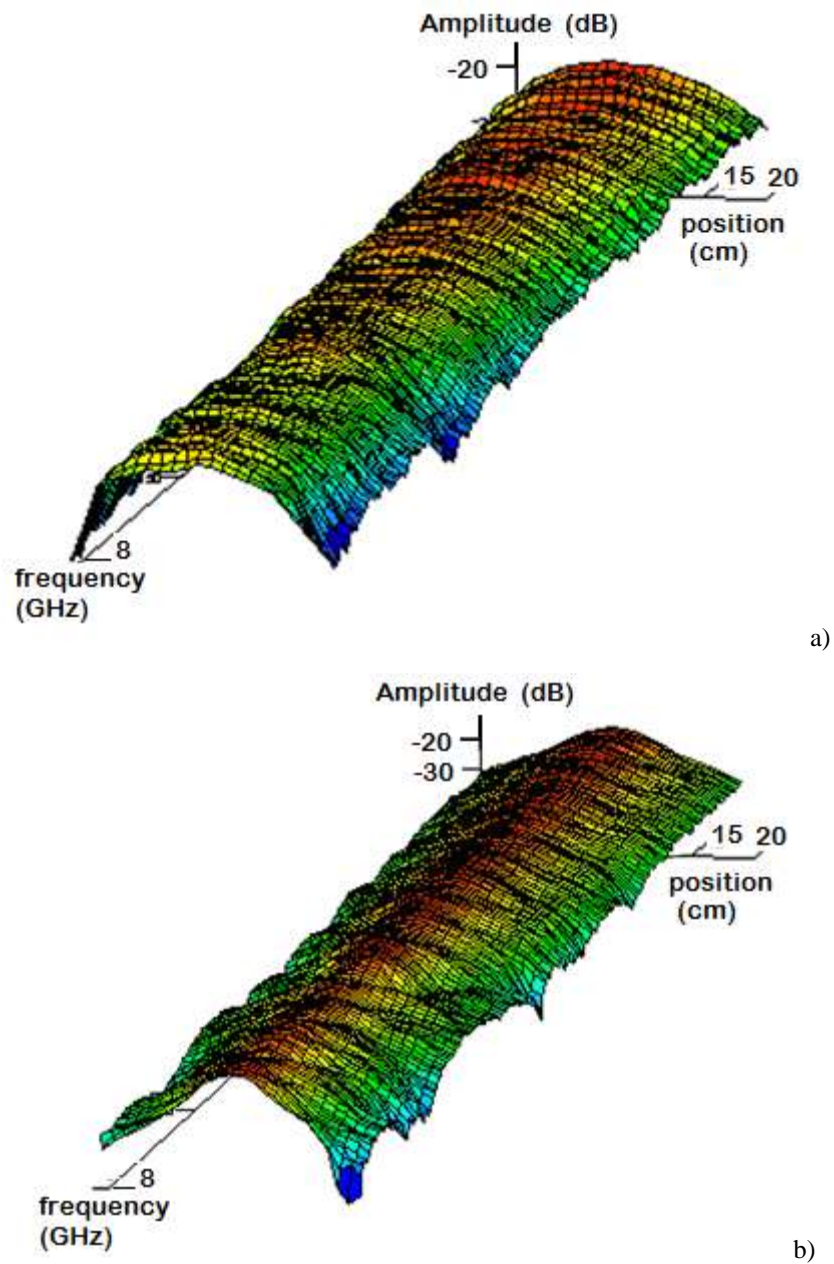 Amplitude (dB)
-20
15 20
position
(cm)
8
frequency
(GHz)
a)
Amplitude (dB)
-20
-30
15 20
position
(cm)
8
frequency
(GHz)
b)